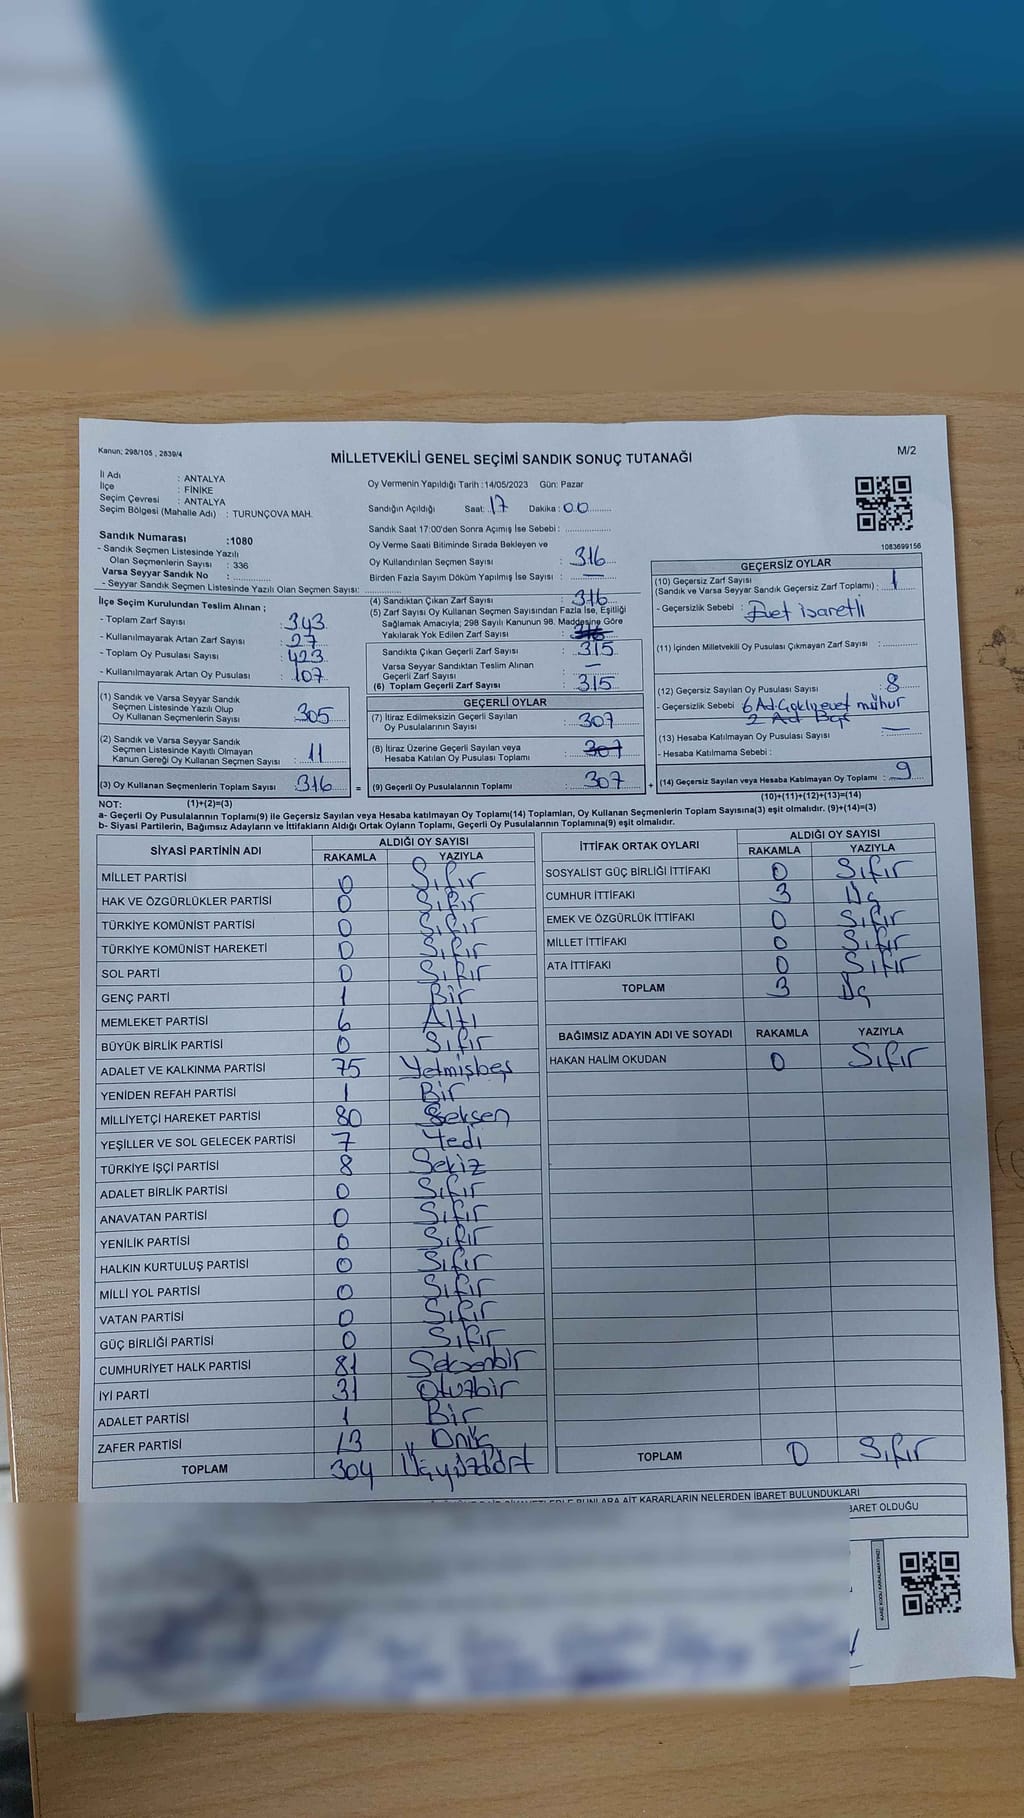 Kanun; 298/105 , 2839/4
MİLLETVEKİLİ GENEL SEÇİMİ SANDIK SONUÇ TUTANAĞI
M/2
İl Adı : ANTALYA
İlçe : FİNİKE
Seçim Çevresi : ANTALYA
Seçim Bölgesi (Mahalle Adı) : TURUNÇOVA MAH.
Sandık Numarası :1080
- Sandık Seçmen Listesinde Yazılı
Olan Seçmenlerin Sayısı : 336
Varsa Seyyar Sandık No :
- Seyyar Sandık Seçmen Listesinde Yazılı Olan Seçmen Sayısı:
Oy Vermenin Yapıldığı Tarih :14/05/2023 Gün: Pazar
Sandığın Açıldığı Saat: 17 Dakika : 00
Sandık Saat 17:00'den Sonra Açımış İse Sebebi :
Oy Verme Saati Bitiminde Sırada Bekleyen ve
Oy Kullandırılan Seçmen Sayısı : 316
Birden Fazla Sayım Döküm Yapılmış İse Sayısı : —
1083699156
İlçe Seçim Kurulundan Teslim Alınan ;
- Toplam Zarf Sayısı : 343
- Kullanılmayarak Artan Zarf Sayısı : 27
- Toplam Oy Pusulası Sayısı : 423
- Kullanılmayarak Artan Oy Pusulası : 107
(4) Sandıktan Çıkan Zarf Sayısı : 316
(5) Zarf Sayısı Oy Kullanan Seçmen Sayısından Fazla İse, Eşitliği
Sağlamak Amacıyla; 298 Sayılı Kanunun 98. Maddesine Göre
Yakılarak Yok Edilen Zarf Sayısı : 316
Sandıkta Çıkan Geçerli Zarf Sayısı : 315
Varsa Seyyar Sandıktan Teslim Alınan
Geçerli Zarf Sayısı : —
(6) Toplam Geçerli Zarf Sayısı : 315
GEÇERSİZ OYLAR
(10) Geçersiz Zarf Sayısı
(Sandık ve Varsa Seyyar Sandık Geçersiz Zarf Toplamı) : 1
- Geçersizlik Sebebi : Evet işaretli
(11) İçinden Milletvekili Oy Pusulası Çıkmayan Zarf Sayısı :
(12) Geçersiz Sayılan Oy Pusulası Sayısı : 8
- Geçersizlik Sebebi 6 Ad Çoklu evet mühür
2 Ad Boş
(13) Hesaba Katılmayan Oy Pusulası Sayısı : —
- Hesaba Katılmama Sebebi :
(14) Geçersiz Sayılan veya Hesaba Katılmayan Oy Toplamı : 9
(10)+(11)+(12)+(13)=(14)
(1) Sandık ve Varsa Seyyar Sandık
Seçmen Listesinde Yazılı Olup
Oy Kullanan Seçmenlerin Sayısı : 305
(2) Sandık ve Varsa Seyyar Sandık
Seçmen Listesinde Kayıtlı Olmayan
Kanun Gereği Oy Kullanan Seçmen Sayısı : 11
(3) Oy Kullanan Seçmenlerin Toplam Sayısı : 316
GEÇERLİ OYLAR
(7) İtiraz Edilmeksizin Geçerli Sayılan
Oy Pusulalarının Sayısı : 307
(8) İtiraz Üzerine Geçerli Sayılan veya
Hesaba Katılan Oy Pusulası Toplamı : 307
= (9) Geçerli Oy Pusulalarının Toplamı : 307 +
NOT: (1)+(2)=(3)
a- Geçerli Oy Pusulalarının Toplamı(9) ile Geçersiz Sayılan veya Hesaba katılmayan Oy Toplamı(14) Toplamları, Oy Kullanan Seçmenlerin Toplam Sayısına(3) eşit olmalıdır. (9)+(14)=(3)
b- Siyasi Partilerin, Bağımsız Adayların ve İttifakların Aldığı Ortak Oyların Toplamı, Geçerli Oy Pusulalarının Toplamına(9) eşit olmalıdır.
SİYASİ PARTİNİN ADI ALDIĞI OY SAYISI
RAKAMLA YAZIYLA
MİLLET PARTİSİ 0 Sıfır
HAK VE ÖZGÜRLÜKLER PARTİSİ 0 Sıfır
TÜRKİYE KOMÜNİST PARTİSİ 0 Sıfır
TÜRKİYE KOMÜNİST HAREKETİ 0 Sıfır
SOL PARTİ 0 Sıfır
GENÇ PARTİ 1 Bir
MEMLEKET PARTİSİ 6 Altı
BÜYÜK BİRLİK PARTİSİ 0 Sıfır
ADALET VE KALKINMA PARTİSİ 75 Yetmişbeş
YENİDEN REFAH PARTİSİ 1 Bir
MİLLİYETÇİ HAREKET PARTİSİ 80 Seksen
YEŞİLLER VE SOL GELECEK PARTİSİ 7 Yedi
TÜRKİYE İŞÇİ PARTİSİ 8 Sekiz
ADALET BİRLİK PARTİSİ 0 Sıfır
ANAVATAN PARTİSİ 0 Sıfır
YENİLİK PARTİSİ 0 Sıfır
HALKIN KURTULUŞ PARTİSİ 0 Sıfır
MİLLİ YOL PARTİSİ 0 Sıfır
VATAN PARTİSİ 0 Sıfır
GÜÇ BİRLİĞİ PARTİSİ 0 Sıfır
CUMHURİYET HALK PARTİSİ 81 Seksenbir
İYİ PARTİ 31 Otuzbir
ADALET PARTİSİ 1 Bir
ZAFER PARTİSİ 13 Onüç
TOPLAM 304 Üçyüzdört
İTTİFAK ORTAK OYLARI ALDIĞI OY SAYISI
RAKAMLA YAZIYLA
SOSYALİST GÜÇ BİRLİĞİ İTTİFAKI 0 Sıfır
CUMHUR İTTİFAKI 3 Üç
EMEK VE ÖZGÜRLÜK İTTİFAKI 0 Sıfır
MİLLET İTTİFAKI 0 Sıfır
ATA İTTİFAKI 0 Sıfır
TOPLAM 3 Üç
BAĞIMSIZ ADAYIN ADI VE SOYADI RAKAMLA YAZIYLA
HAKAN HALİM OKUDAN 0 Sıfır
TOPLAM 0 Sıfır
BUNLARA AİT KARARLARIN NELERDEN İBARET BULUNDUKLARI
BARET OLDUĞU
KARE KODU KARALAMAYINIZ!